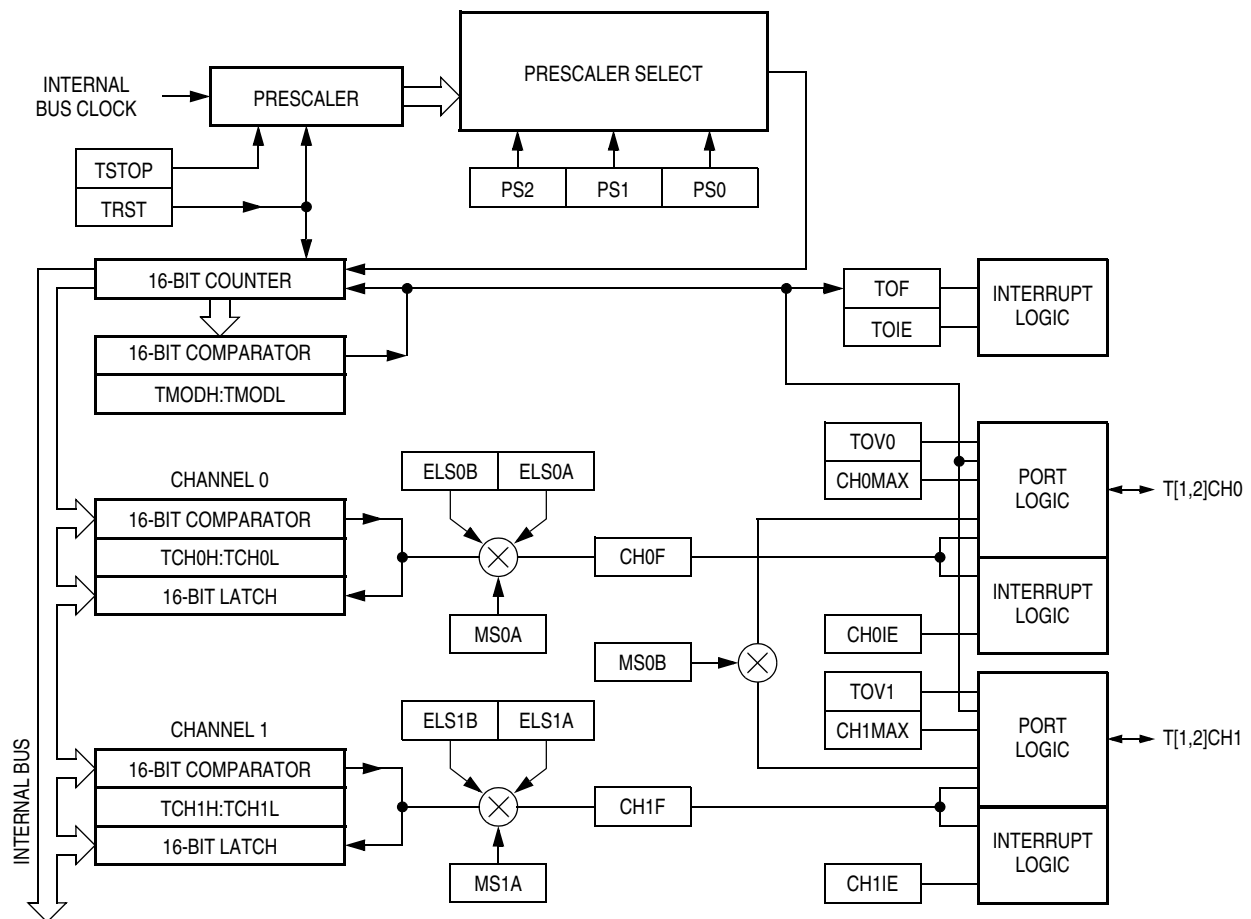 PRESCALER SELECT
INTERNAL
BUS CLOCK
PRESCALER
TSTOP
TRST
PS2
PS1
PS0
16-BIT COUNTER
16-BIT COMPARATOR
TMODH:TMODL
TOF
TOIE
INTERRUPT
LOGIC
CHANNEL 0
16-BIT COMPARATOR
TCH0H:TCH0L
16-BIT LATCH
ELS0B
ELS0A
MS0A
CH0F
TOV0
CH0MAX
PORT
LOGIC
T[1,2]CH0
INTERRUPT
LOGIC
CH0IE
MS0B
CHANNEL 1
16-BIT COMPARATOR
TCH1H:TCH1L
16-BIT LATCH
ELS1B
ELS1A
MS1A
CH1F
TOV1
CH1MAX
PORT
LOGIC
T[1,2]CH1
INTERRUPT
LOGIC
CH1IE
INTERNAL BUS